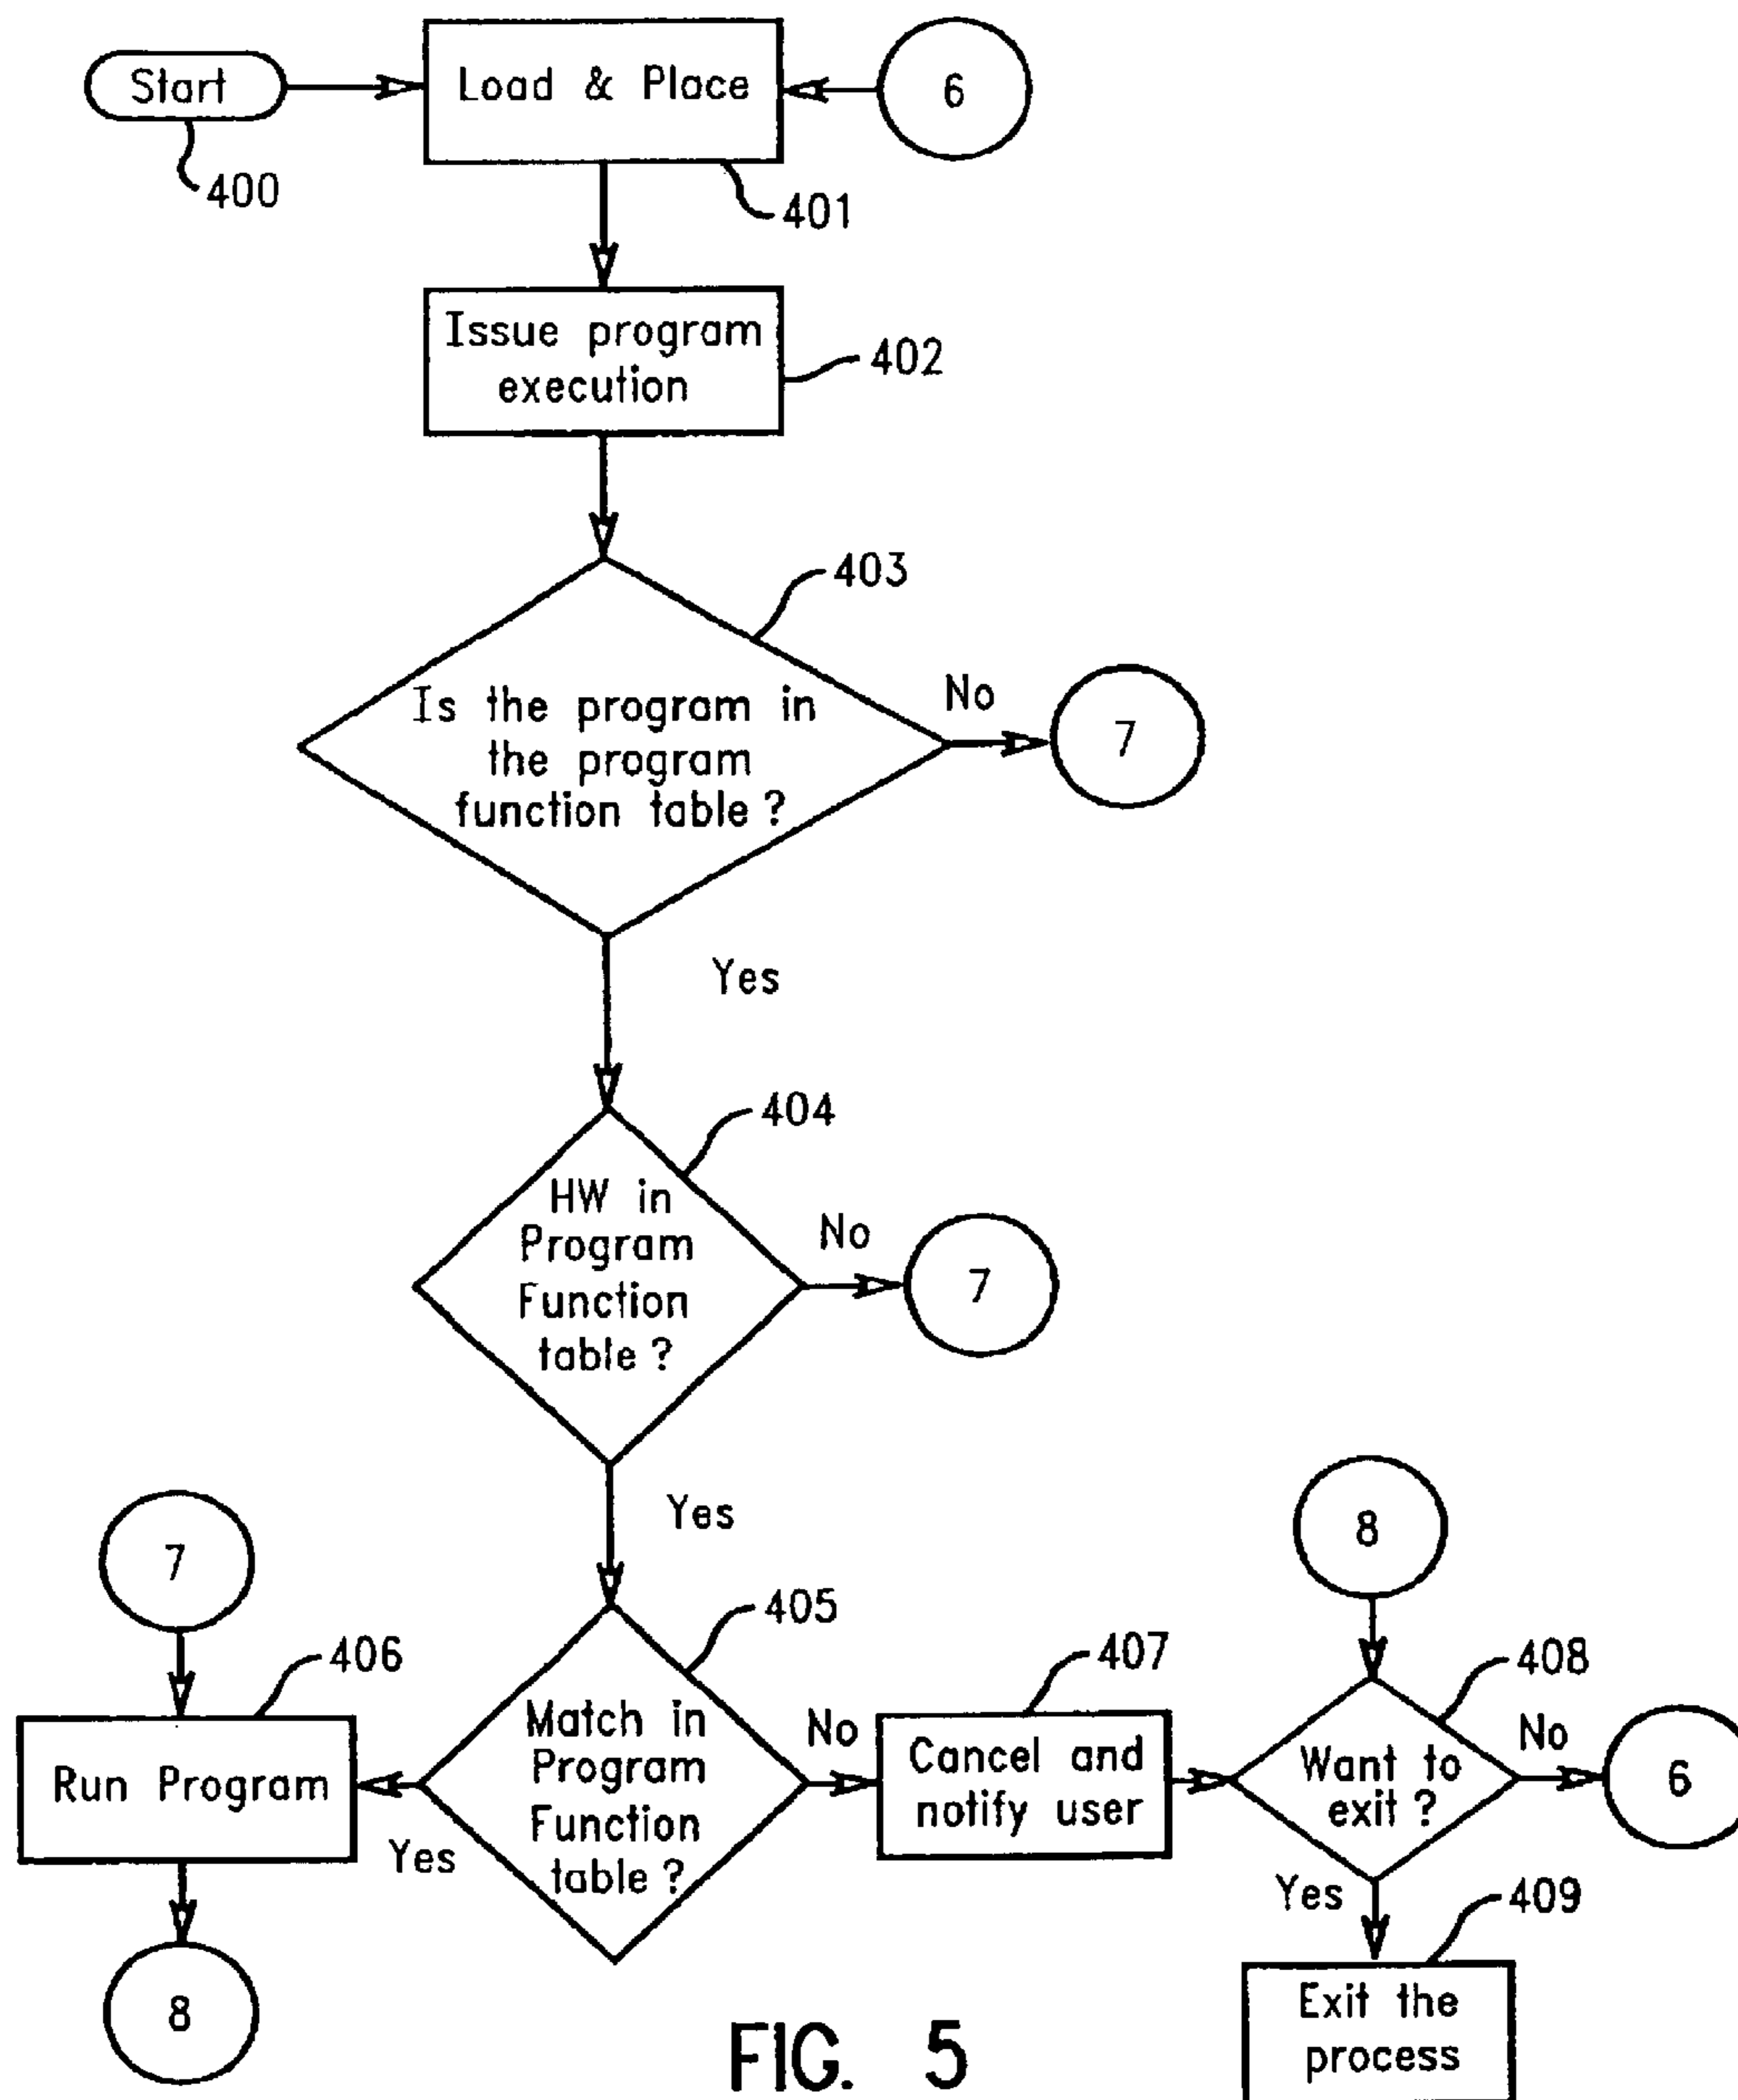 Start
400
Load & Place
401
6
Issue program
execution
402
403
Is the program in
the program
function table?
No
7
Yes
404
HW in
Program
Function
table?
No
7
Yes
7
406
Run Program
8
405
Match in
Program
Function
table?
Yes
No
407
Cancel and
notify user
8
408
Want to
exit?
No
6
Yes
409
Exit the
process
FIG. 5